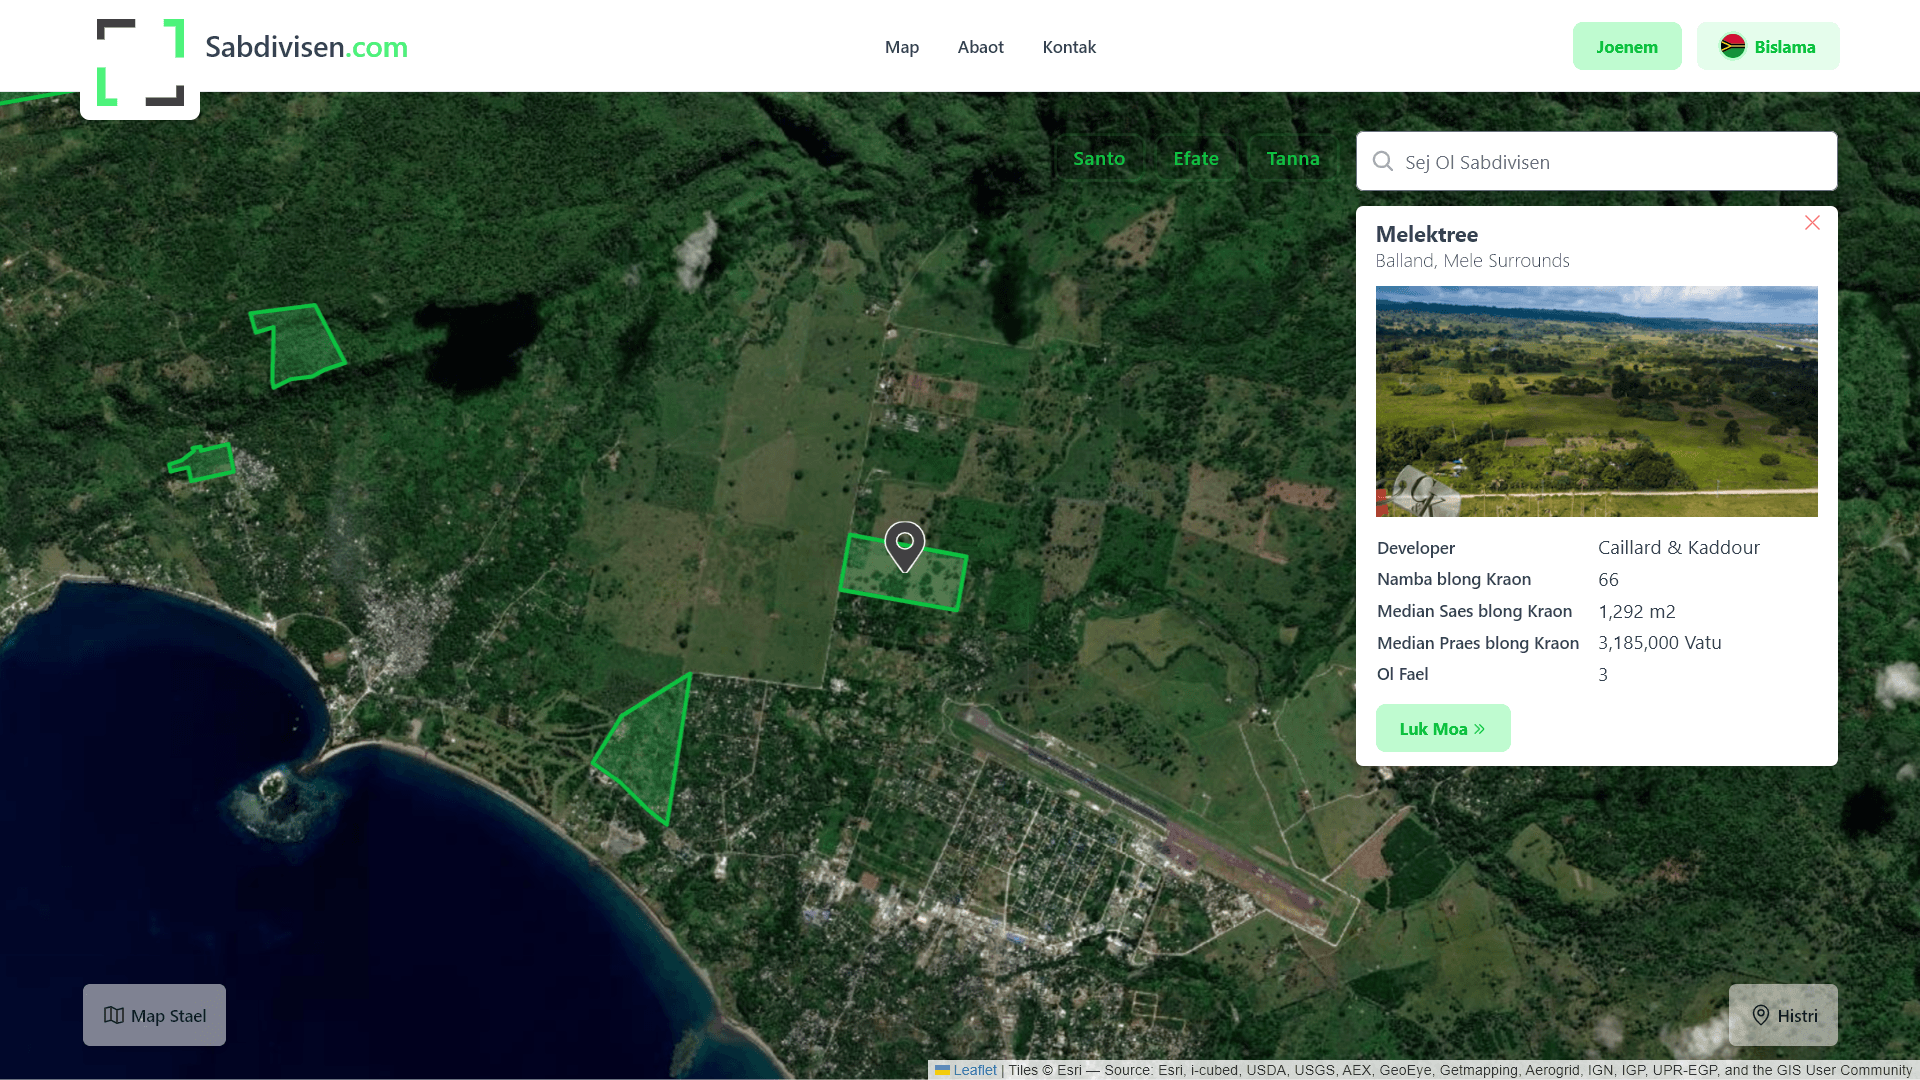 Sabdivisen.com
Map
Abaot
Kontak
Joenem
Bislama
Santo
Efate
Tanna
Sej Ol Sabdivisen
Melektree
Balland, Mele Surrounds
Developer Caillard & Kaddour
Namba blong Kraon 66
Median Saes blong Kraon 1,292 m2
Median Praes blong Kraon 3,185,000 Vatu
Ol Fael 3
Luk Moa »
Map Stael
Histri
Leaflet | Tiles © Esri — Source: Esri, i-cubed, USDA, USGS, AEX, GeoEye, Getmapping, Aerogrid, IGN, IGP, UPR-EGP, and the GIS User Community